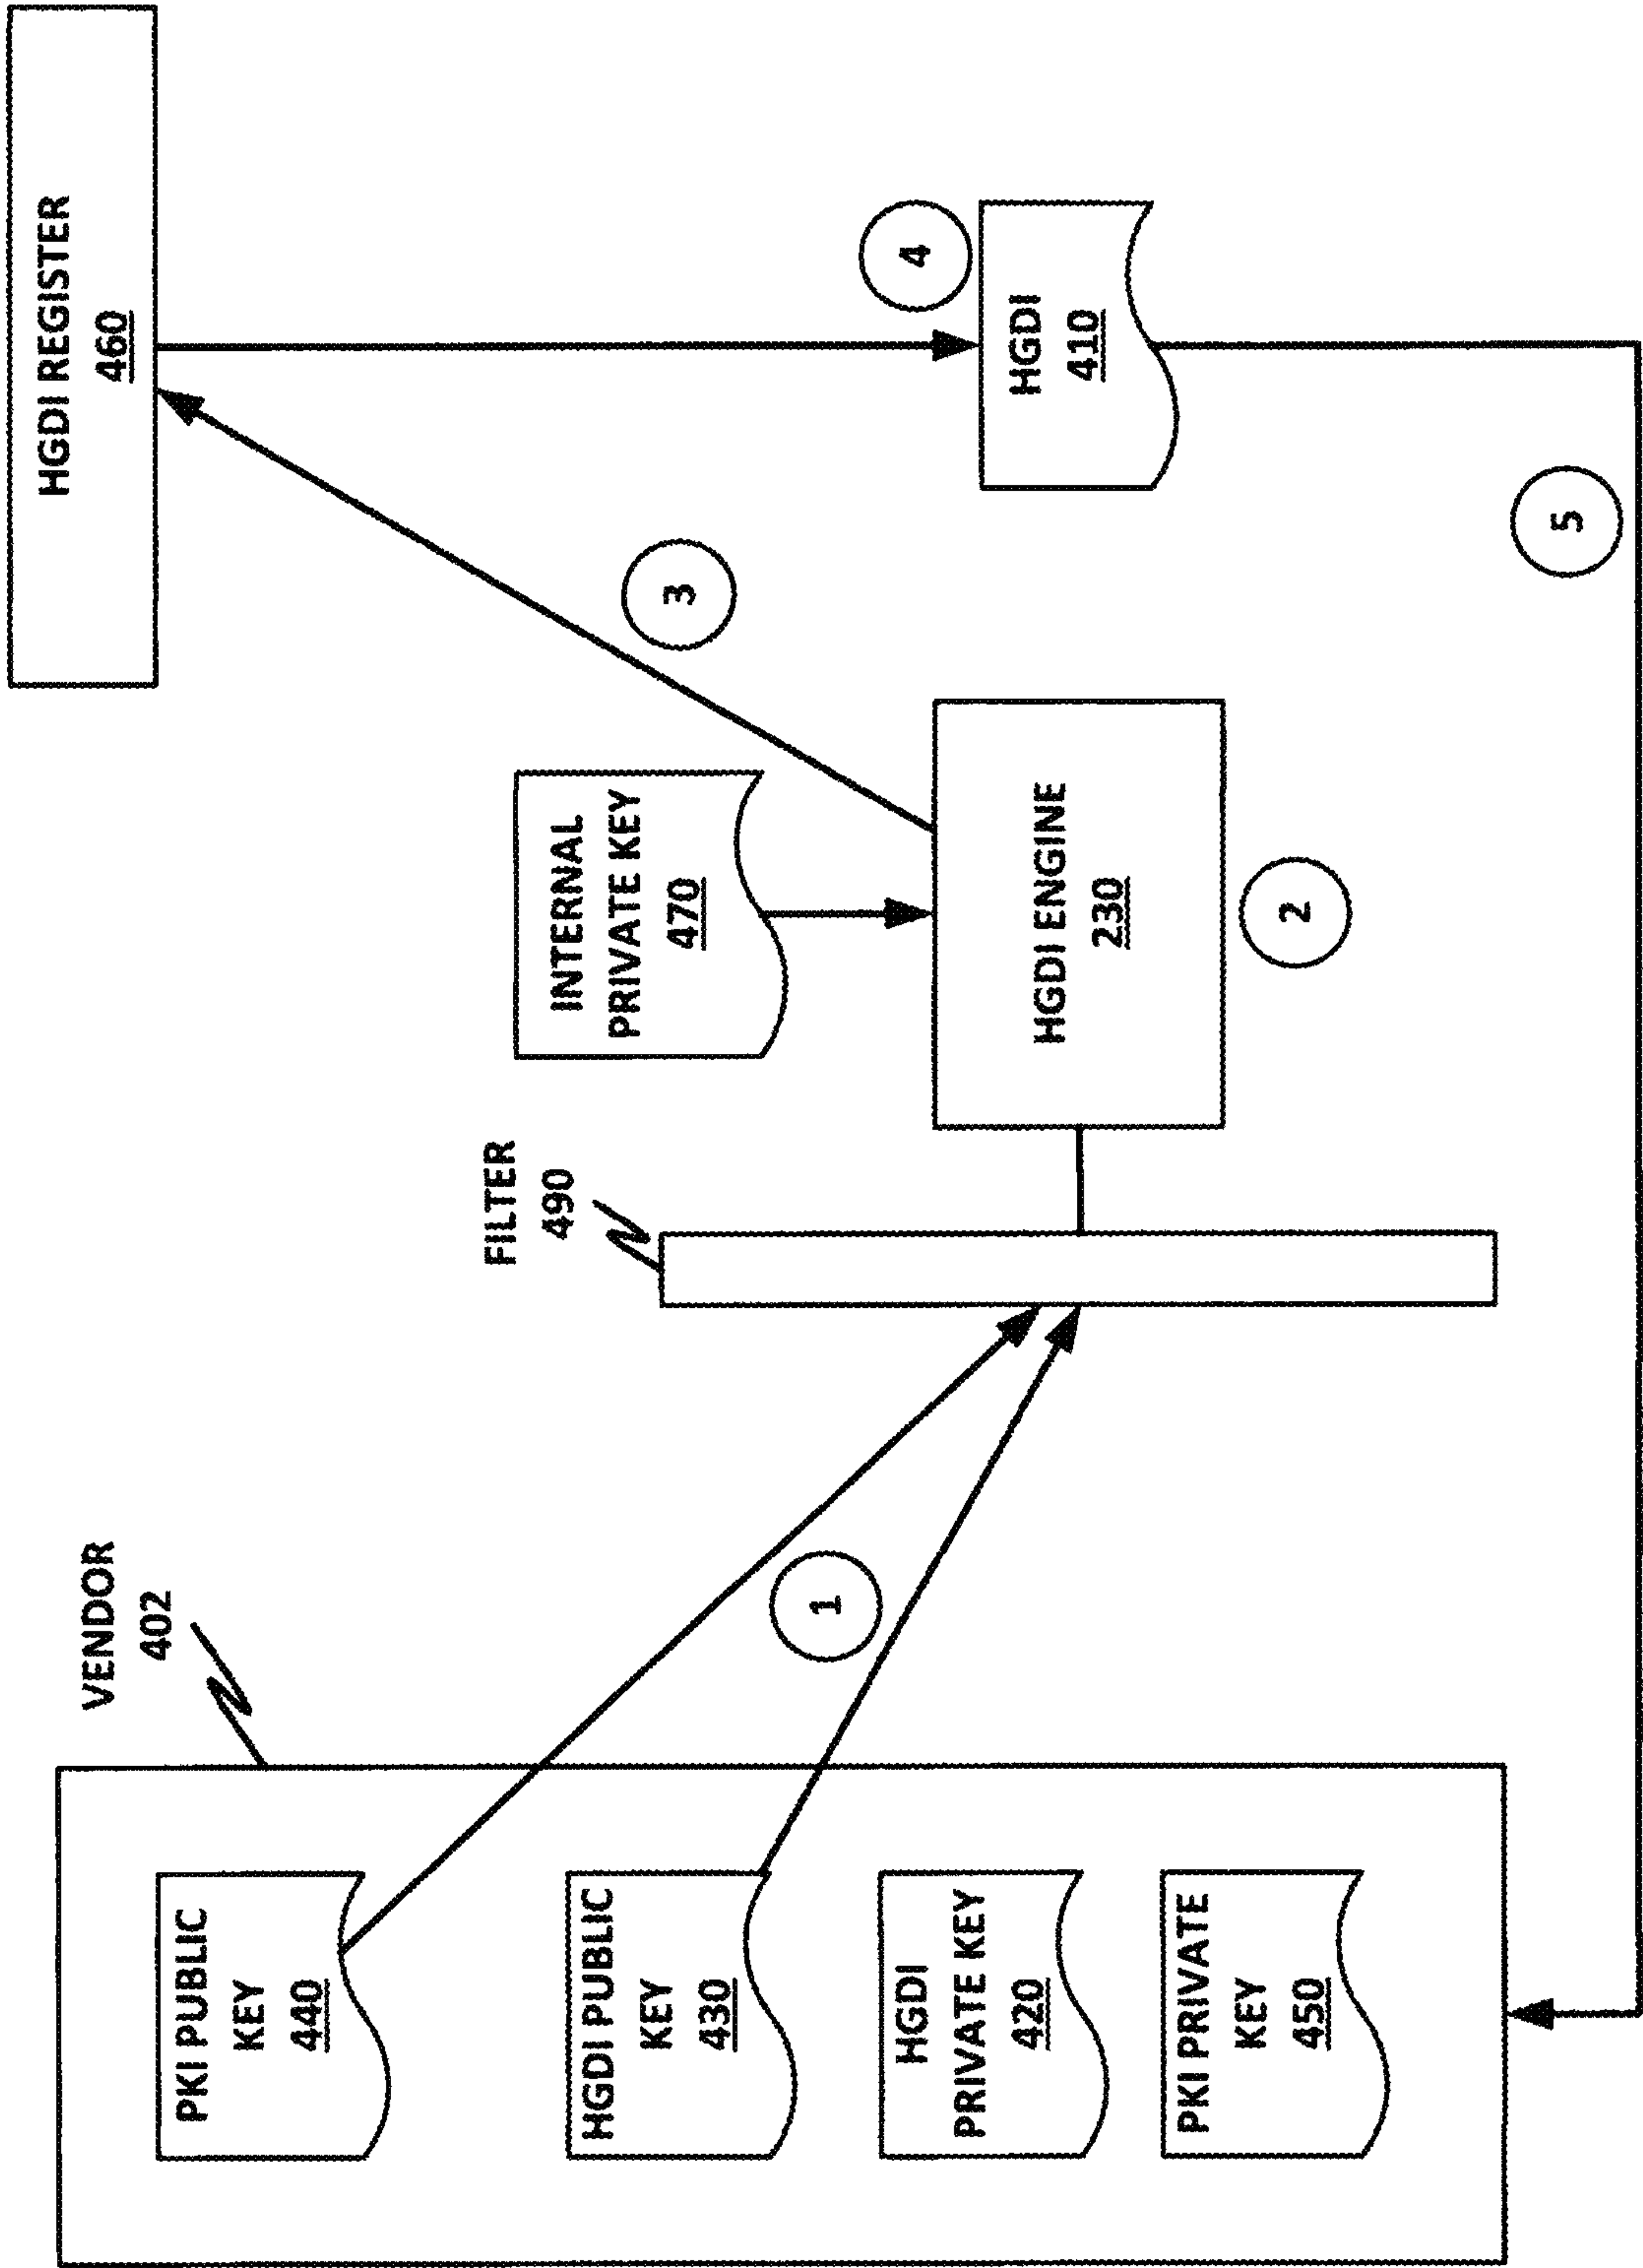 VENDOR
402
PKI PUBLIC
KEY
440
HGDI PUBLIC
KEY
430
HGDI
PRIVATE KEY
420
PKI PRIVATE
KEY
450
1
FILTER
490
INTERNAL
PRIVATE KEY
470
HGDI ENGINE
230
2
3
HGDI REGISTER
460
4
HGDI
410
5